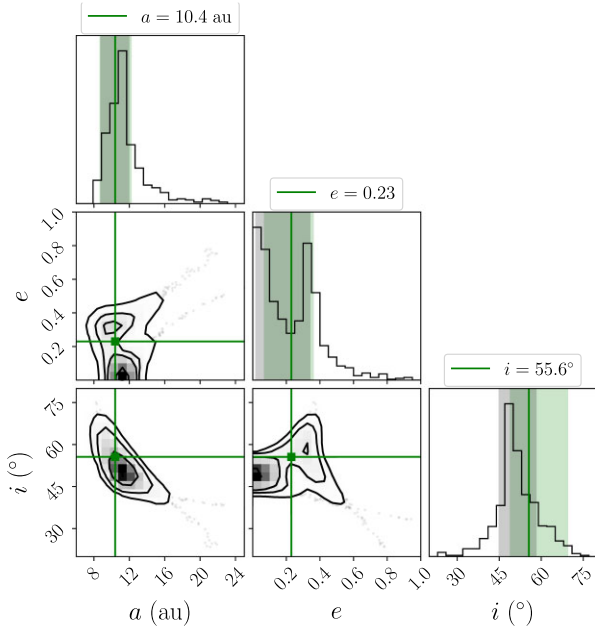 a = 10.4 au
e = 0.23
1.0
0.8
0.6
0.4
0.2
e
i = 55.6°
75
60
45
30
i (°)
8 12 16 20 24
0.2 0.4 0.6 0.8 1.0
30 45 60 75
a (au) e i (°)